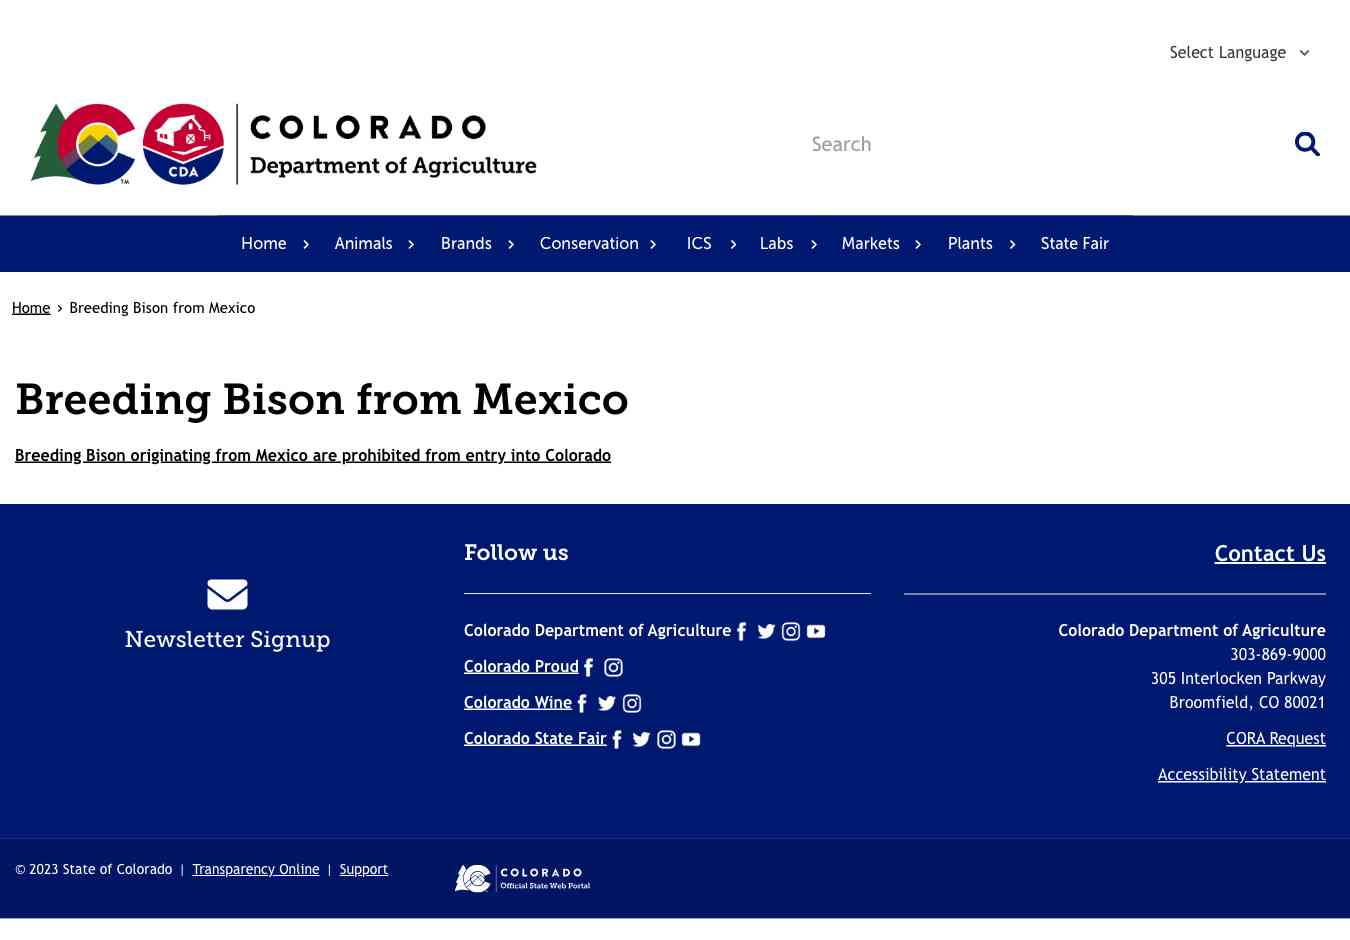 Select Language
COLORADO
Department of Agriculture
CDA
TM
Search
Home Animals Brands Conservation ICS Labs Markets Plants State Fair
Home › Breeding Bison from Mexico
Breeding Bison from Mexico
Breeding Bison originating from Mexico are prohibited from entry into Colorado
Newsletter Signup
Follow us
Colorado Department of Agriculture
Colorado Proud
Colorado Wine
Colorado State Fair
Contact Us
Colorado Department of Agriculture
303-869-9000
305 Interlocken Parkway
Broomfield, CO 80021
CORA Request
Accessibility Statement
© 2023 State of Colorado | Transparency Online | Support
COLORADO
Official State Web Portal